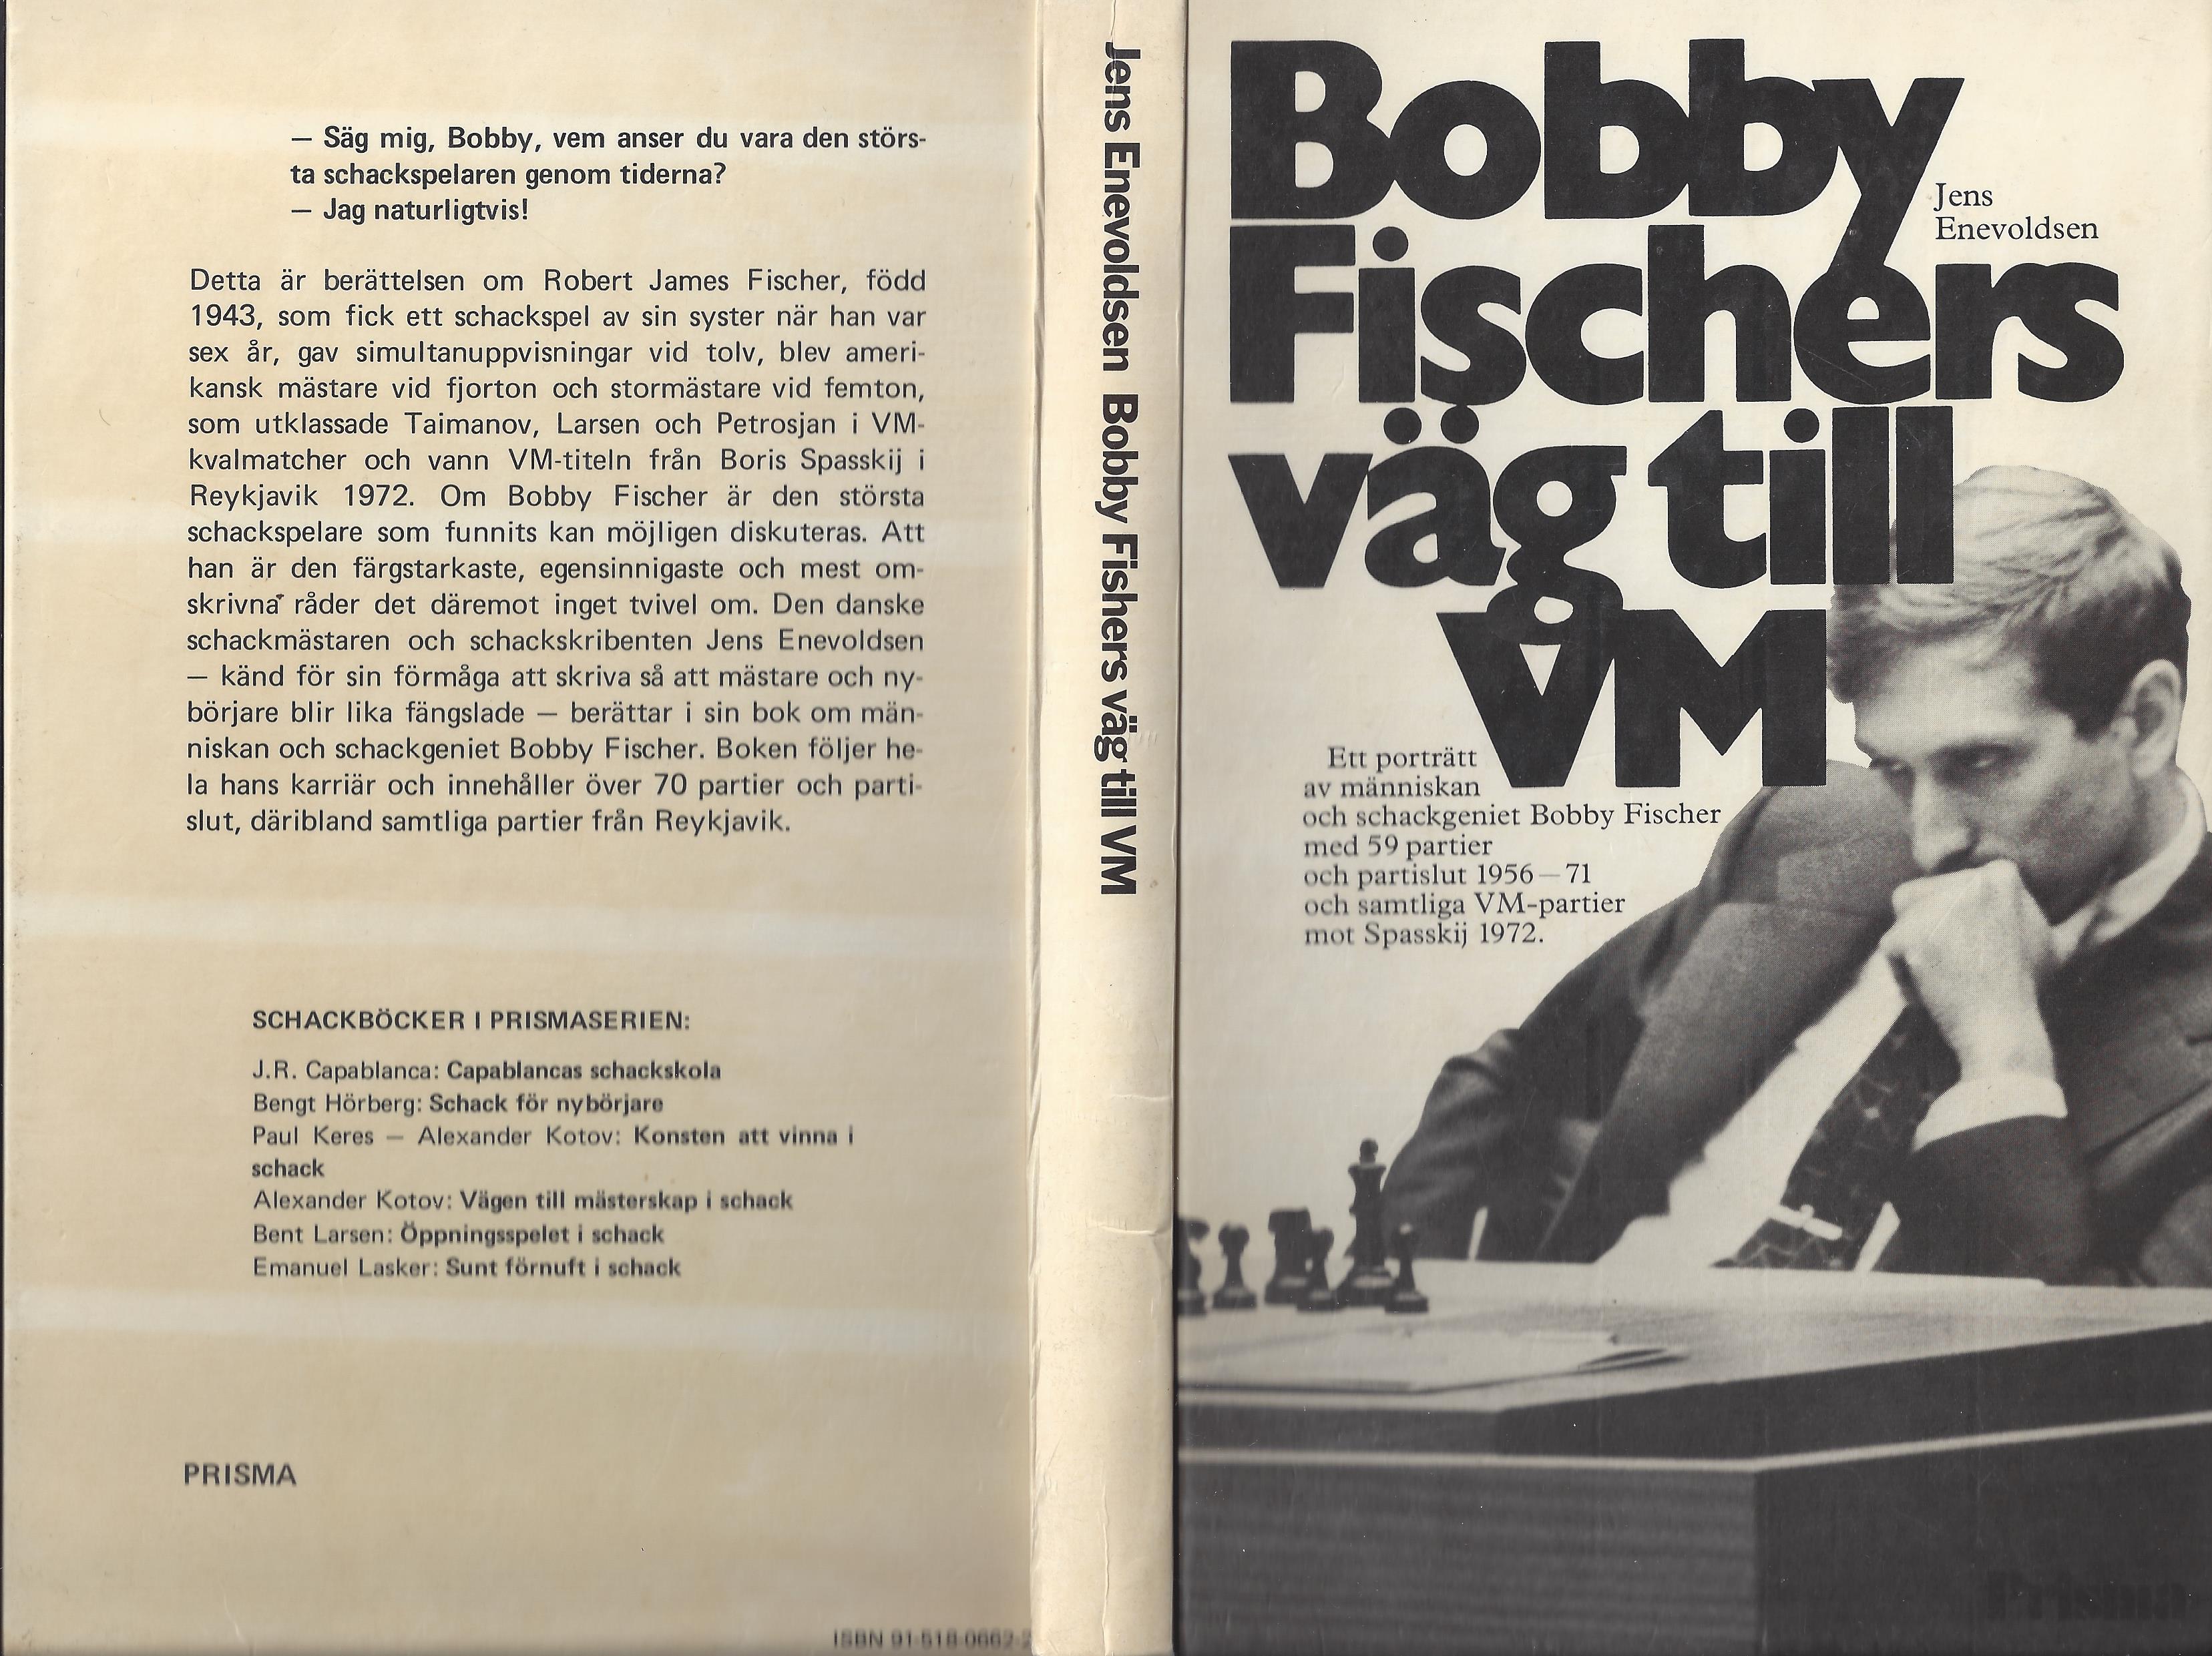 — Säg mig, Bobby, vem anser du vara den störs-
ta schackspelaren genom tiderna?
— Jag naturligtvis!
Detta är berättelsen om Robert James Fischer, född
1943, som fick ett schackspel av sin syster när han var
sex år, gav simultanuppvisningar vid tolv, blev ameri-
kansk mästare vid fjorton och stormästare vid femton,
som utklassade Taimanov, Larsen och Petrosjan i VM-
kvalmatcher och vann VM-titeln från Boris Spasskij i
Reykjavik 1972. Om Bobby Fischer är den största
schackspelare som funnits kan möjligen diskuteras. Att
han är den färgstarkaste, egensinnigaste och mest om-
skrivna råder det däremot inget tvivel om. Den danske
schackmästaren och schackskribenten Jens Enevoldsen
— känd för sin förmåga att skriva så att mästare och ny-
börjare blir lika fängslade — berättar i sin bok om män-
niskan och schackgeniet Bobby Fischer. Boken följer he-
la hans karriär och innehåller över 70 partier och parti-
slut, däribland samtliga partier från Reykjavik.
SCHACKBÖCKER I PRISMASERIEN:
J.R. Capablanca: Capablancas schackskola
Bengt Hörberg: Schack för nybörjare
Paul Keres — Alexander Kotov: Konsten att vinna i
schack
Alexander Kotov: Vägen till mästerskap i schack
Bent Larsen: Öppningsspelet i schack
Emanuel Lasker: Sunt förnuft i schack
PRISMA
ISBN 91-518-0662-2
Jens Enevoldsen Bobby Fishers väg till VM
Bobby
Fischers
väg till
VM
Jens
Enevoldsen
Ett porträtt
av människan
och schackgeniet Bobby Fischer
med 59 partier
och partislut 1956—71
och samtliga VM-partier
mot Spasskij 1972.
Prisma